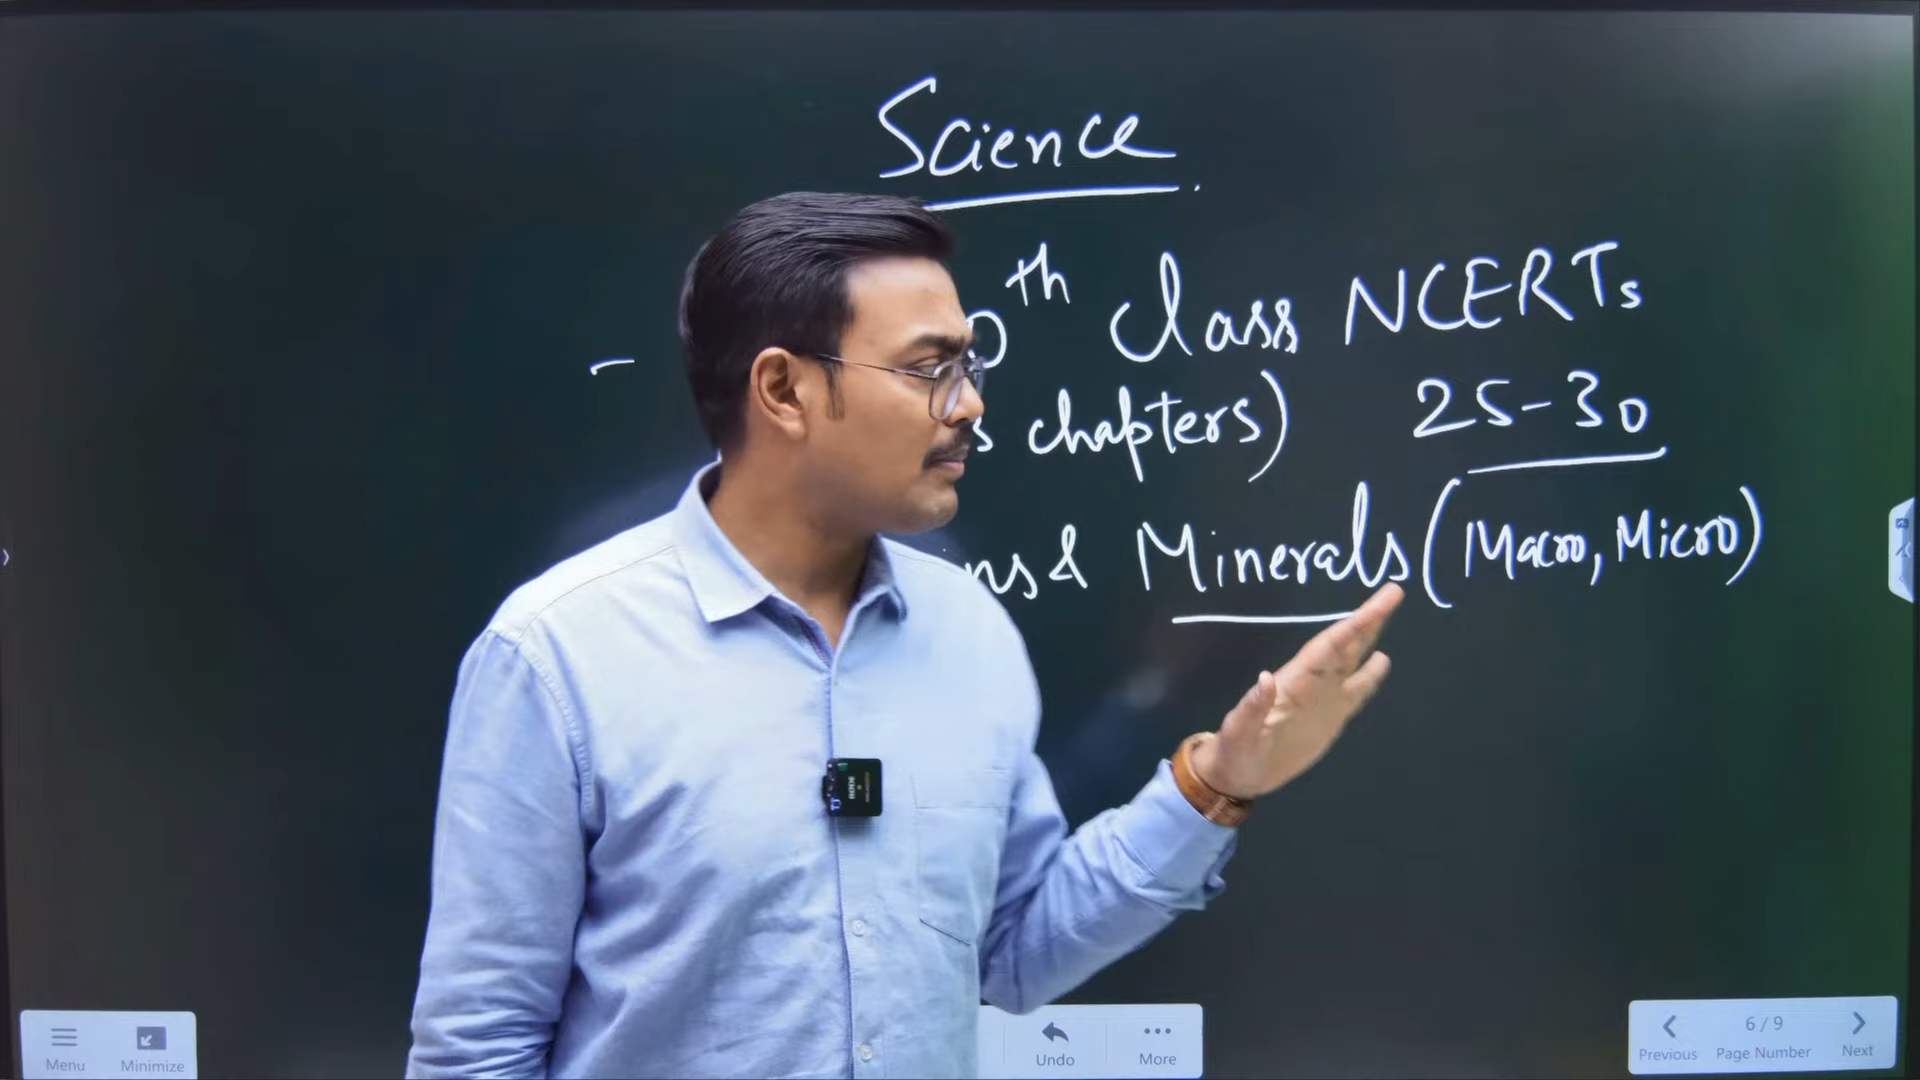 Science
th class NCERTs
chapters) 25-30
& Minerals (Macro, Micro)
Menu
Minimize
Undo
More
Previous
6/9
Page Number
Next